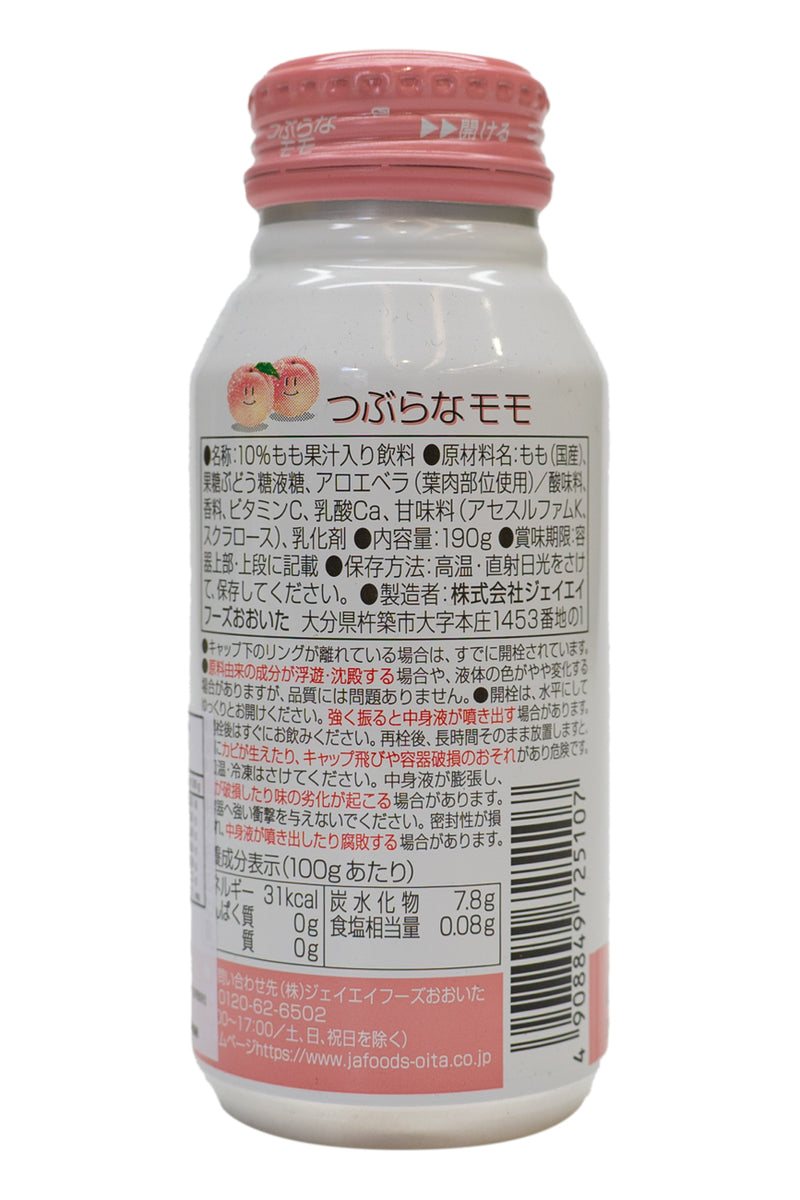 つぶらな
モモ
▶▶開ける
つぶらなモモ
●名称:10%もも果汁入り飲料 ●原材料名:もも(国産)、
果糖ぶどう糖液糖、アロエベラ(葉肉部位使用)/酸味料、
香料、ビタミンC、乳酸Ca、甘味料(アセスルファムK、
スクラロース)、乳化剤 ●内容量:190g ●賞味期限:容
器上部・上段に記載 ●保存方法:高温・直射日光をさけ
て、保存してください。 ●製造者:株式会社ジェイエイ
フーズおおいた 大分県杵築市大字本庄1453番地の1
●キャップ下のリングが離れている場合は、すでに開栓されています。
●原料由来の成分が浮遊・沈殿する場合や、液体の色がやや変化する
場合がありますが、品質には問題ありません。●開栓は、水平にして
ゆっくりとお開けください。強く振ると中身液が噴き出す場合があります。
栓後はすぐにお飲みください。再栓後、長時間そのまま放置しますと、
にカビが生えたり、キャップ飛びや容器破損のおそれがあり危険です。
温・冷凍はさけてください。中身液が膨張し、
が破損したり味の劣化が起こる場合があります。
器へ強い衝撃を与えないでください。密封性が損
れ、中身液が噴き出したり腐敗する場合があります。
成分表示(100gあたり)
ネルギー 31kcal 炭水化物 7.8g
んぱく質 0g 食塩相当量 0.08g
質 0g
問い合わせ先(株)ジェイエイフーズおおいた
0120-62-6502
00〜17:00/土、日、祝日を除く)
ムページhttps://www.jafoods-oita.co.jp
4 908849 725107